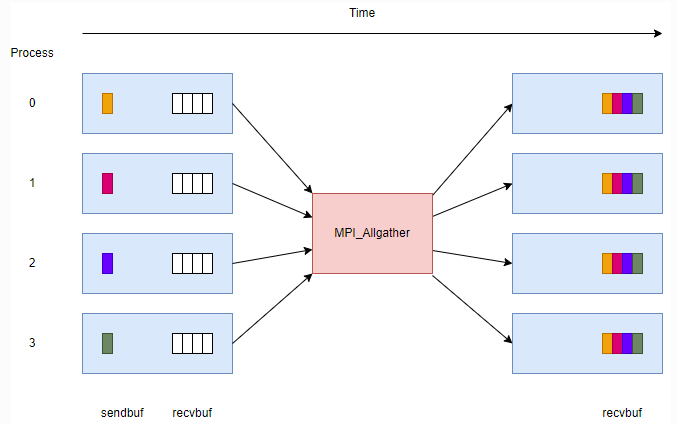 Time
Process
0
1
MPI_Allgather
2
3
sendbuf recvbuf recvbuf